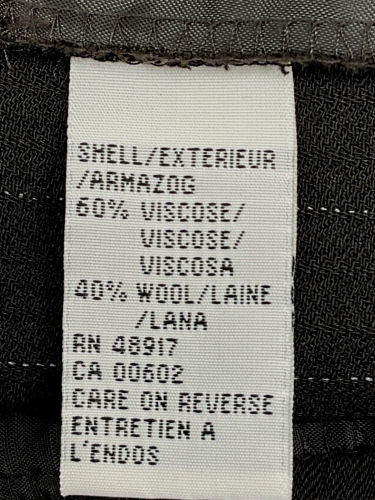 SHELL/EXTERIEUR
/ARMAZOG
60% VISCOSE/
VISCOSE/
VISCOSA
40% WOOL/LAINE
/LANA
RN 48917
CA 00602
CARE ON REVERSE
ENTRETIEN A
L'ENDOS